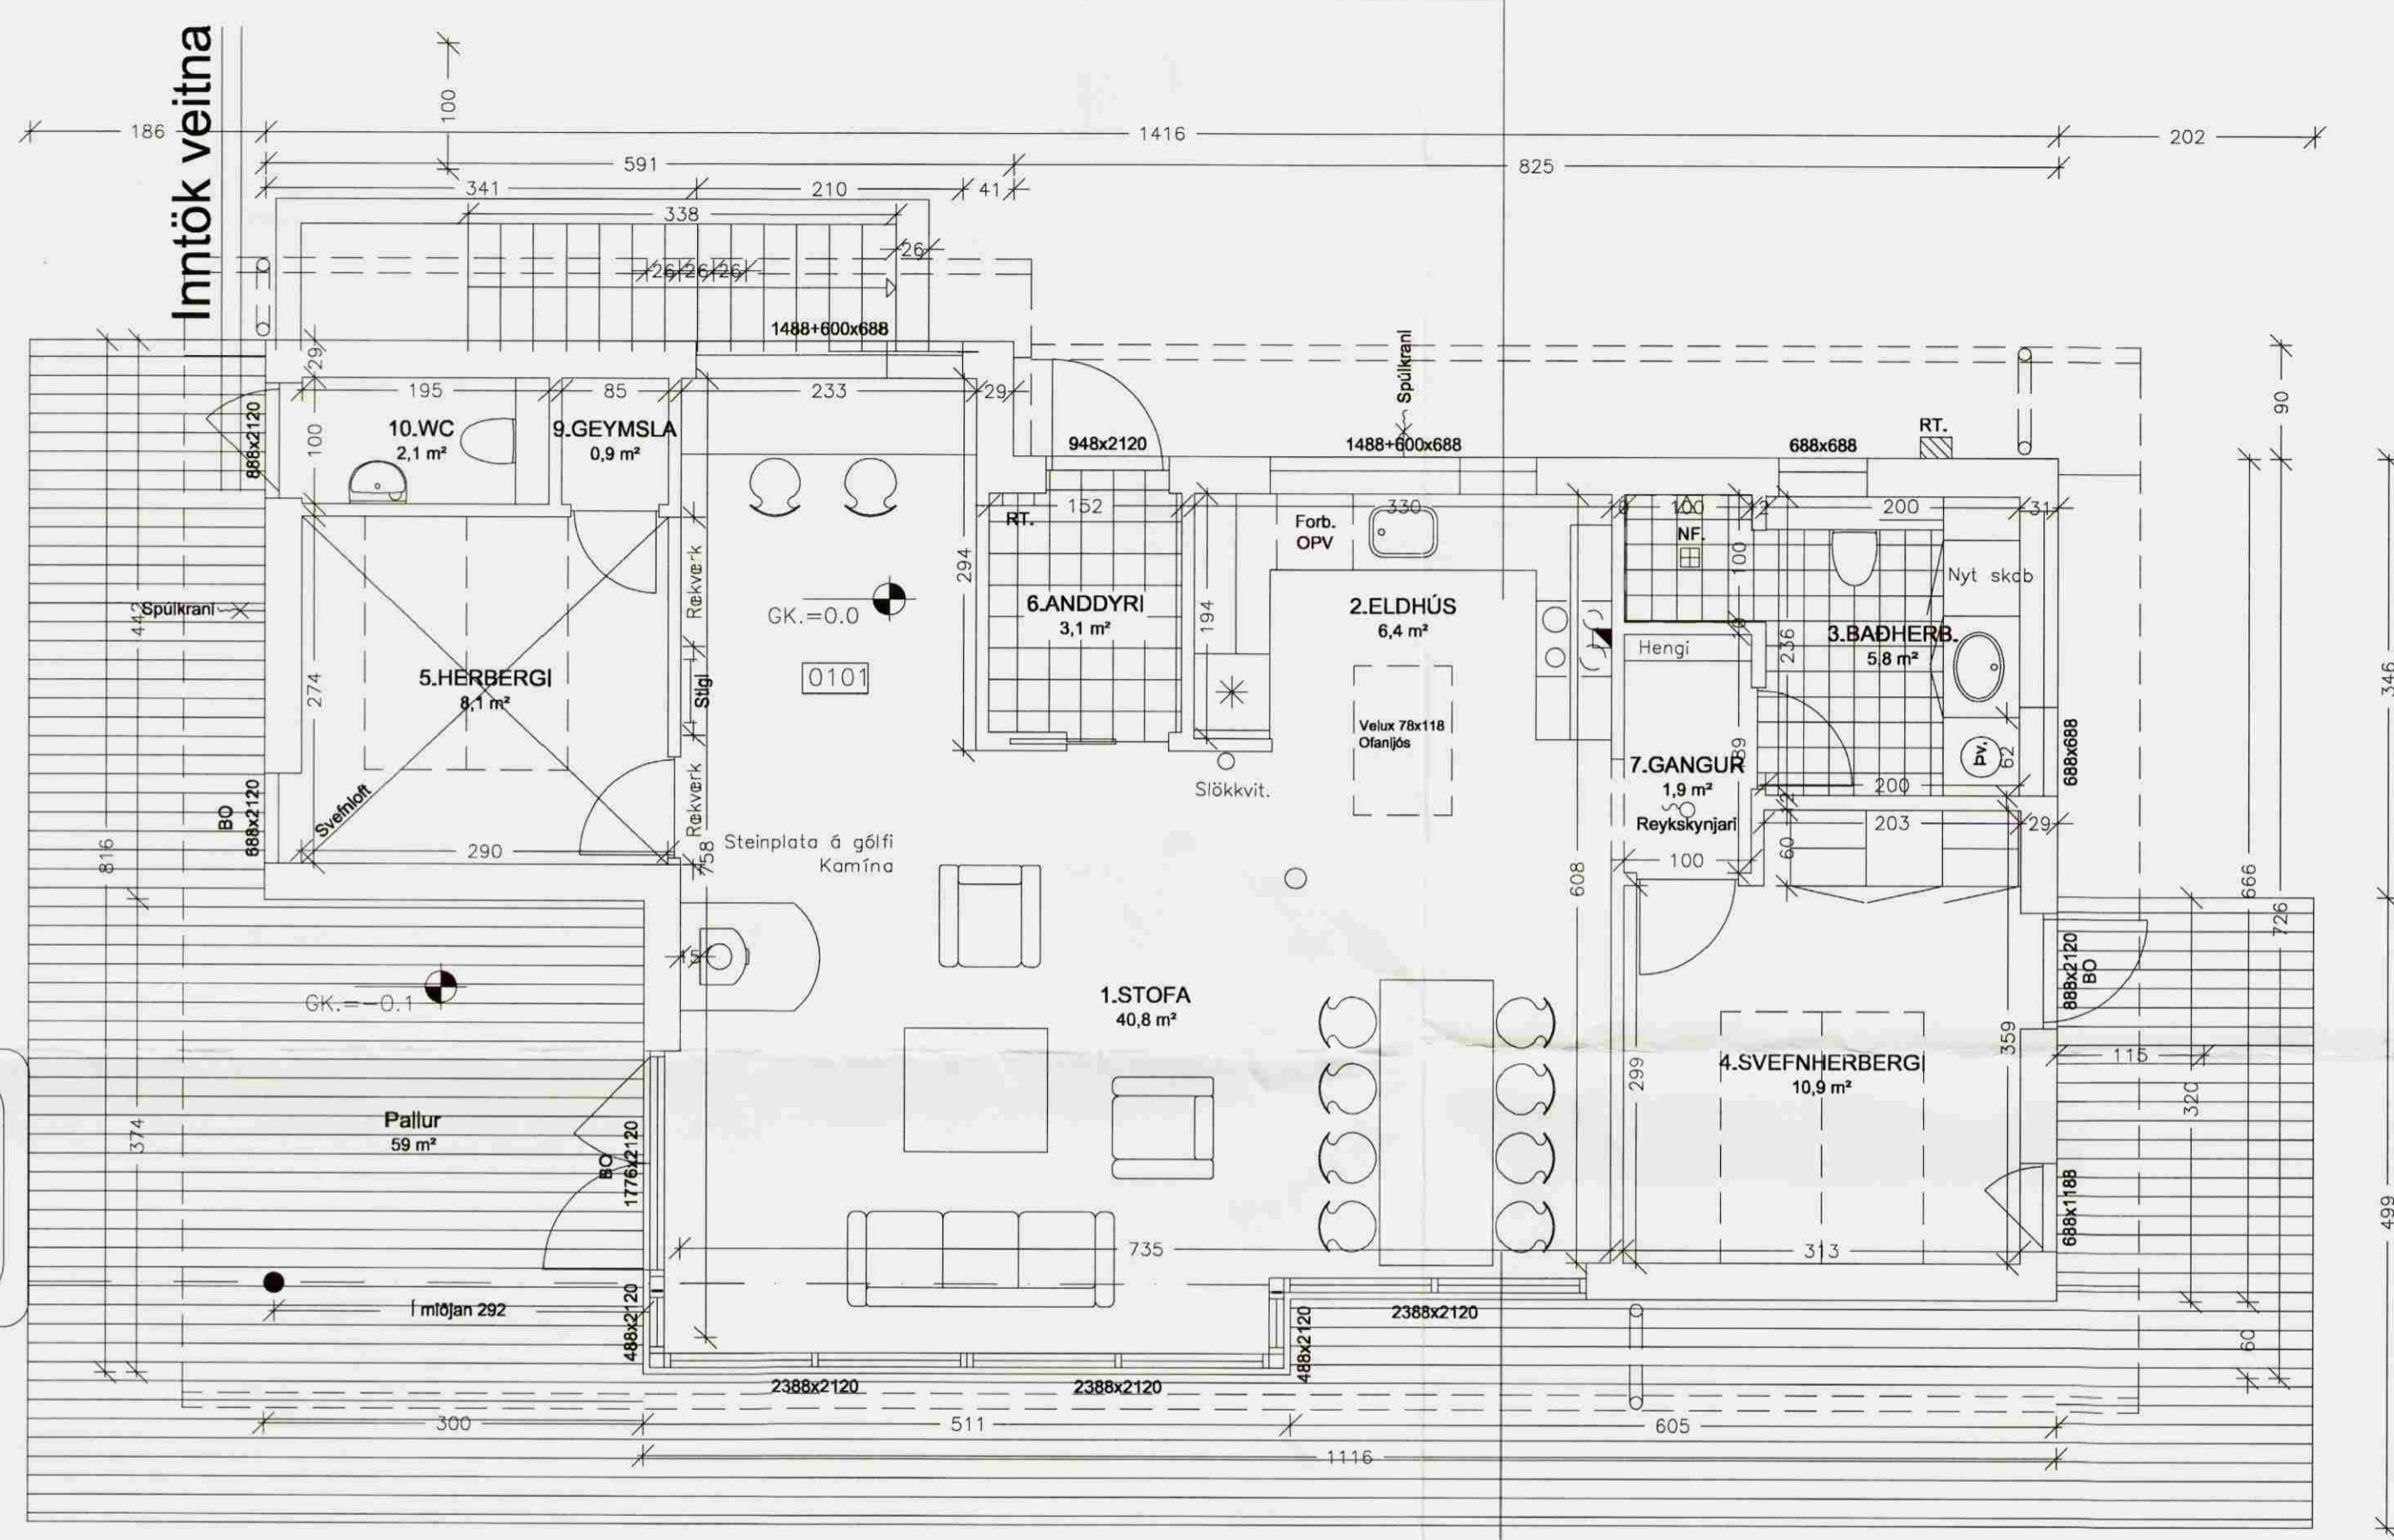 Inntök veitna
100
186
1416
202
591
825
341
210
41
338
26
26
26
26
1488+600x688
29
90
195
85
233
29
Spúlkrani
888x2120
100
10.WC
2,1 m²
9.GEYMSLA
0,9 m²
948x2120
1488+600x688
688x688
RT.
RT.
152
330
100
200
31
Forb.
OPV
NF.
100
Nyt skab
Rekverk
294
GK.=0.0
6.ANDDYRI
3,1 m²
194
2.ELDHÚS
6,4 m²
Hengi
236
3.BAÐHERB.
5,8 m²
442
Spúlkrani
274
5.HERBERGI
8,1 m²
0101
Stigi
346
Velux 78x118
Ofanljós
62
Þv.
688x688
7.GANGUR
1,9 m²
89
200
12
Slökkvit.
BO
688x2120
Svefnloft
Rekverk
Reykskynjari
203
29
816
290
758
Steinplata á gólfi
Kamína
608
100
60
666
726
15
GK.=-0.1
888x2120
BO
1.STOFA
40,8 m²
299
359
4.SVEFNHERBERGI
10,9 m²
115
320
374
Pallur
59 m²
BO
1776x2120
688x1188
499
735
313
Í miðjan 292
488x2120
488x2120
2388x2120
60
2388x2120
2388x2120
300
511
605
1116